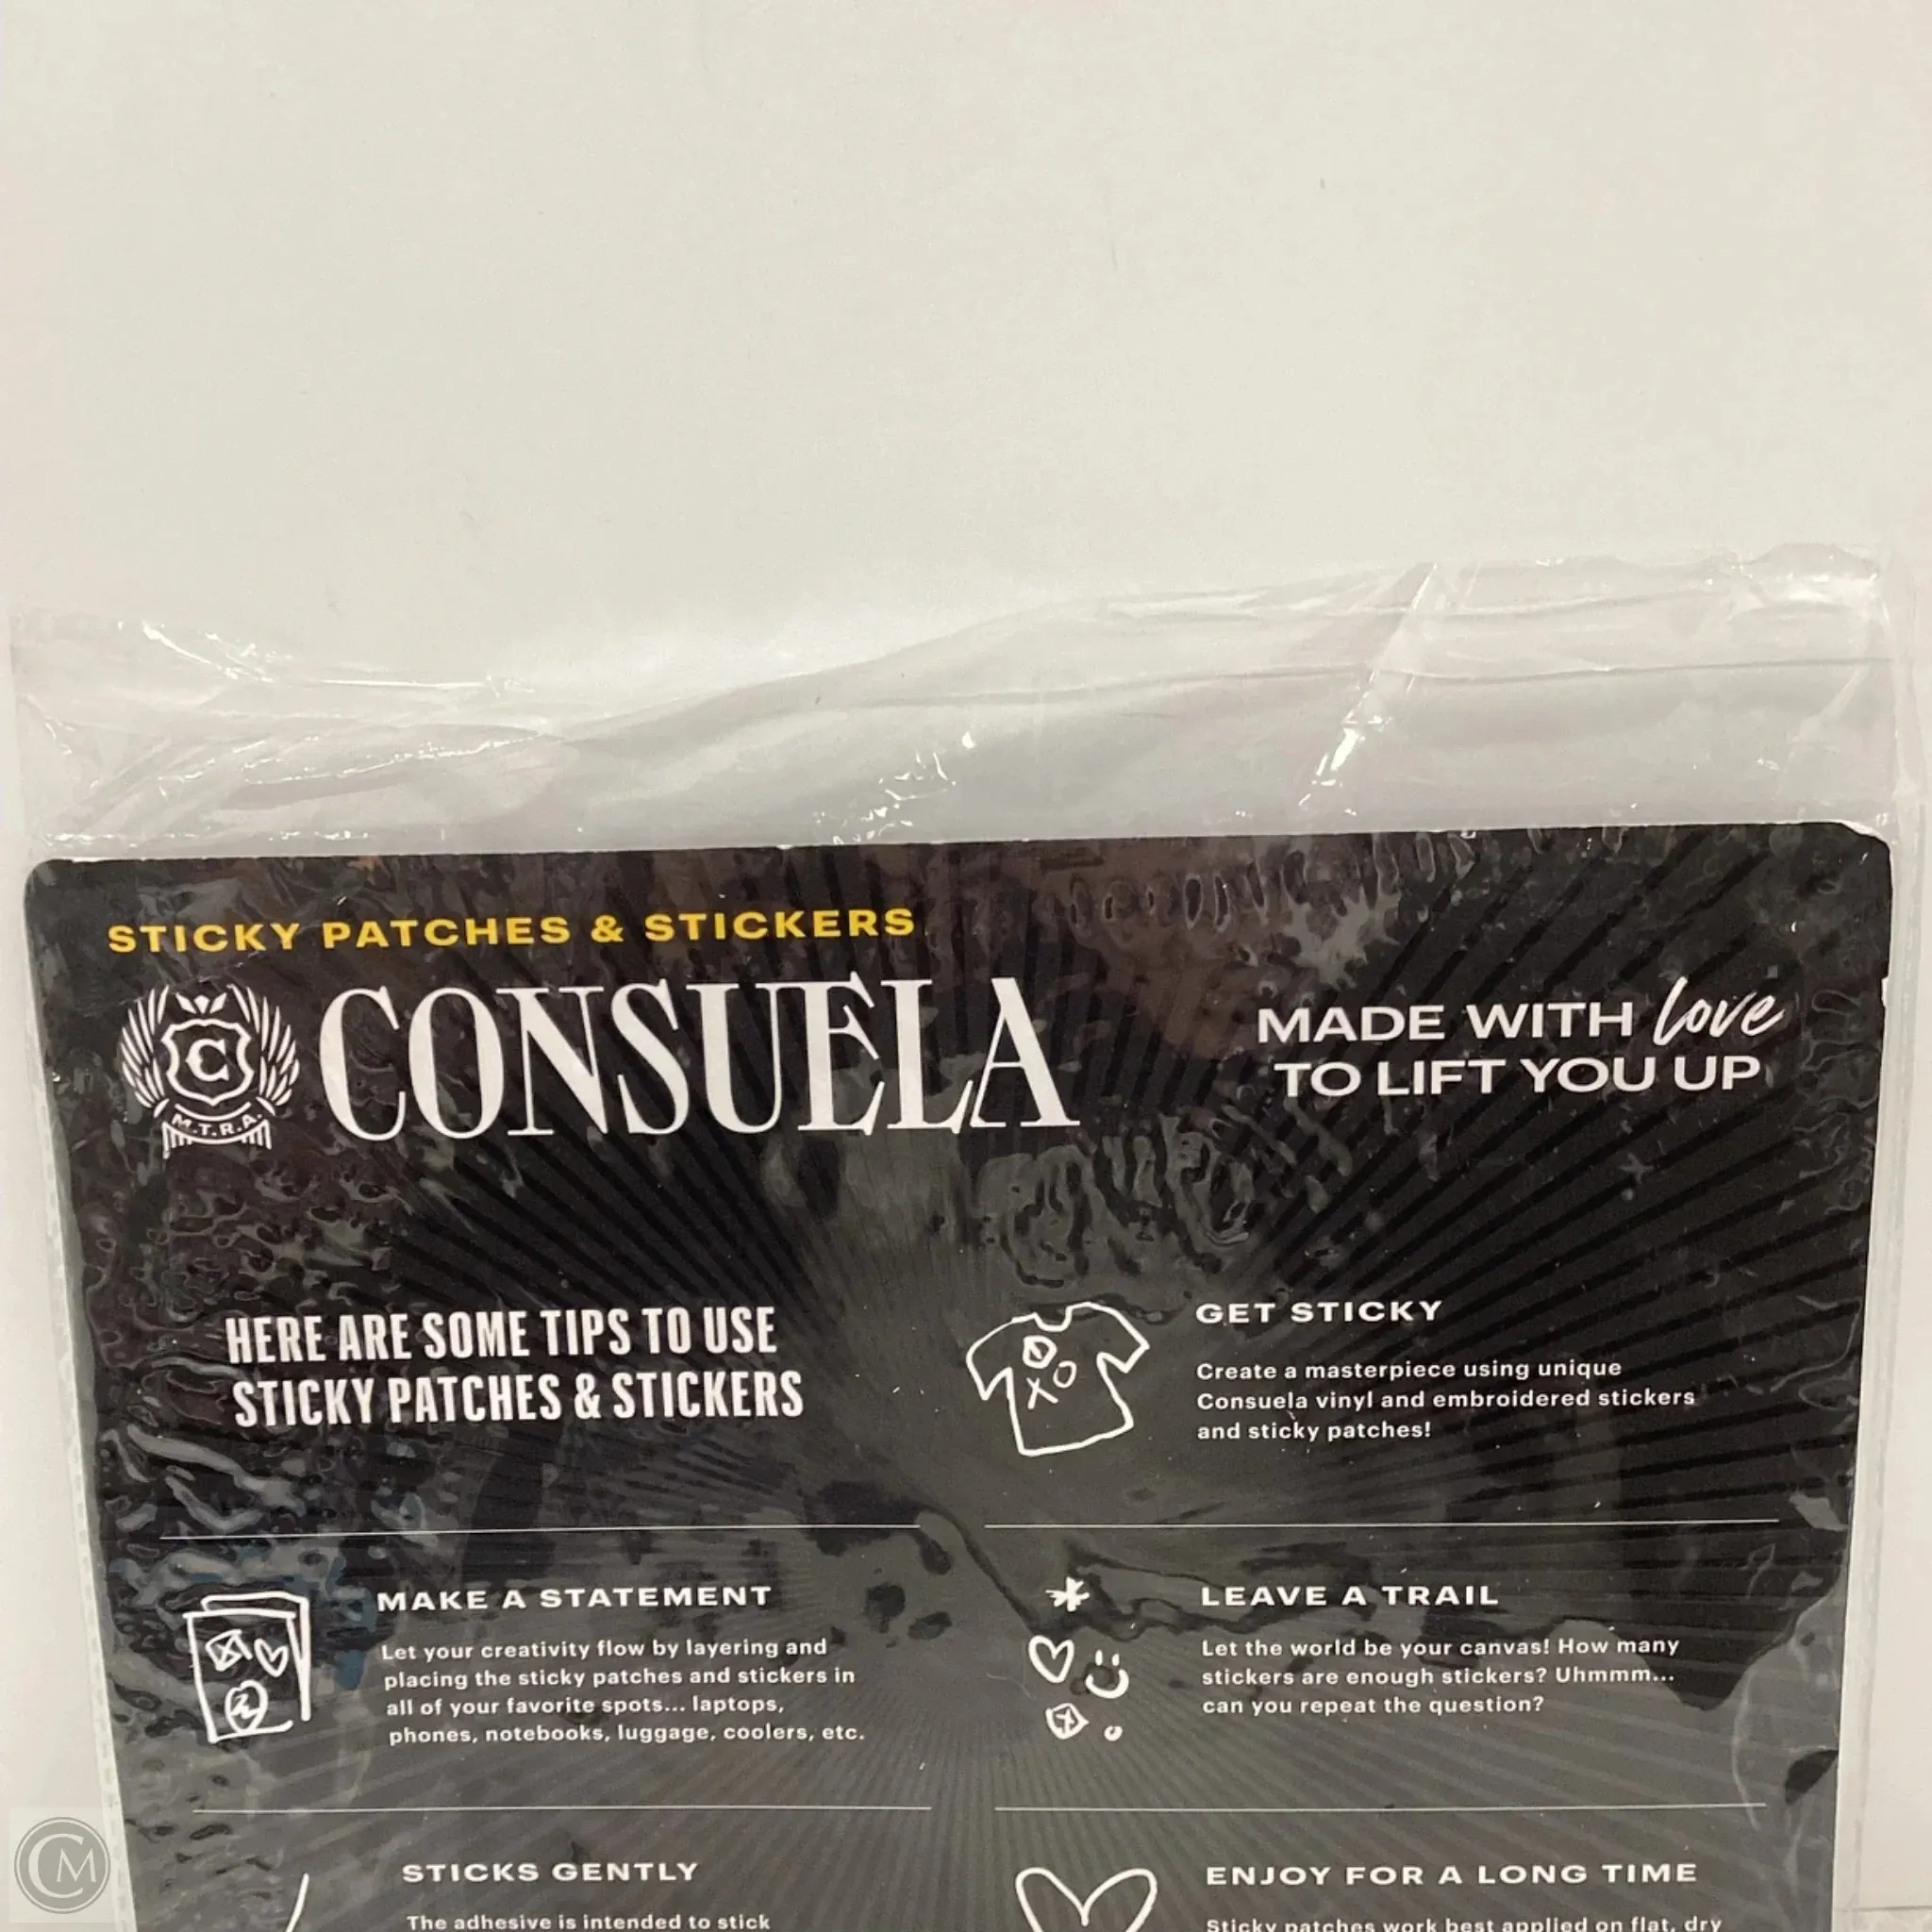 STICKY PATCHES & STICKERS
C
M.T.R.A.
CONSUELA
MADE WITH love
TO LIFT YOU UP
HERE ARE SOME TIPS TO USE
STICKY PATCHES & STICKERS
GET STICKY
Create a masterpiece using unique
Consuela vinyl and embroidered stickers
and sticky patches!
MAKE A STATEMENT
Let your creativity flow by layering and
placing the sticky patches and stickers in
all of your favorite spots... laptops,
phones, notebooks, luggage, coolers, etc.
LEAVE A TRAIL
Let the world be your canvas! How many
stickers are enough stickers? Uhmmm...
can you repeat the question?
STICKS GENTLY
The adhesive is intended to stick
ENJOY FOR A LONG TIME
Sticky patches work best applied on flat, dry
CM